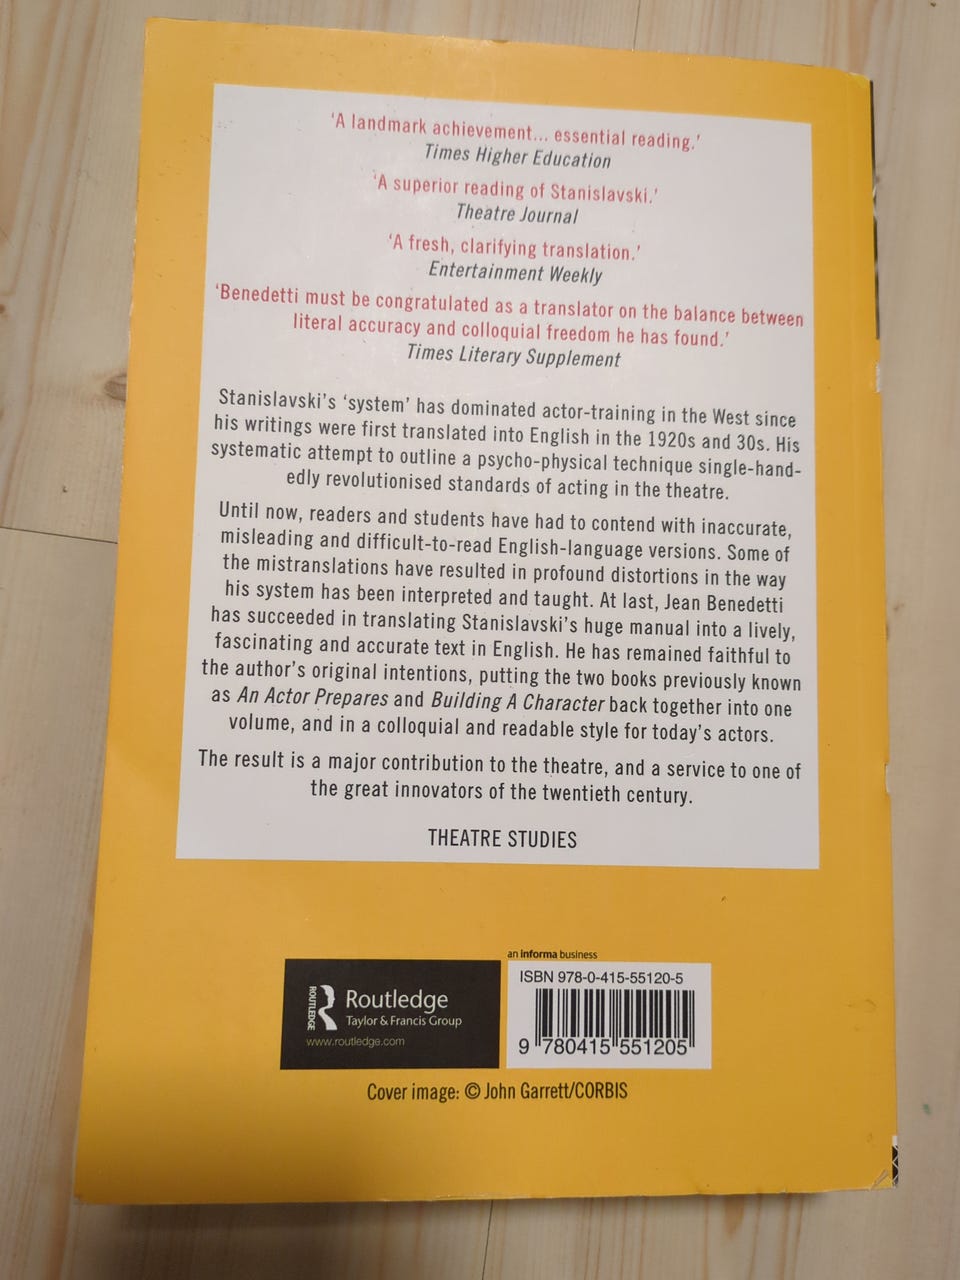 'A landmark achievement... essential reading.'
Times Higher Education
'A superior reading of Stanislavski.'
Theatre Journal
'A fresh, clarifying translation.'
Entertainment Weekly
'Benedetti must be congratulated as a translator on the balance between
literal accuracy and colloquial freedom he has found.'
Times Literary Supplement
Stanislavski's 'system' has dominated actor-training in the West since
his writings were first translated into English in the 1920s and 30s. His
systematic attempt to outline a psycho-physical technique single-hand-
edly revolutionised standards of acting in the theatre.
Until now, readers and students have had to contend with inaccurate,
misleading and difficult-to-read English-language versions. Some of
the mistranslations have resulted in profound distortions in the way
his system has been interpreted and taught. At last, Jean Benedetti
has succeeded in translating Stanislavski's huge manual into a lively,
fascinating and accurate text in English. He has remained faithful to
the author's original intentions, putting the two books previously known
as An Actor Prepares and Building A Character back together into one
volume, and in a colloquial and readable style for today's actors.
The result is a major contribution to the theatre, and a service to one of
the great innovators of the twentieth century.
THEATRE STUDIES
an informa business
ROUTLEDGE
Routledge
Taylor & Francis Group
www.routledge.com
ISBN 978-0-415-55120-5
9 780415 551205
Cover image: © John Garrett/CORBIS